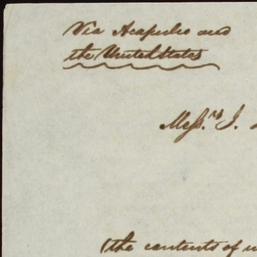 Via Acapulco and
the United States
Mess.rs J.
(the contents of